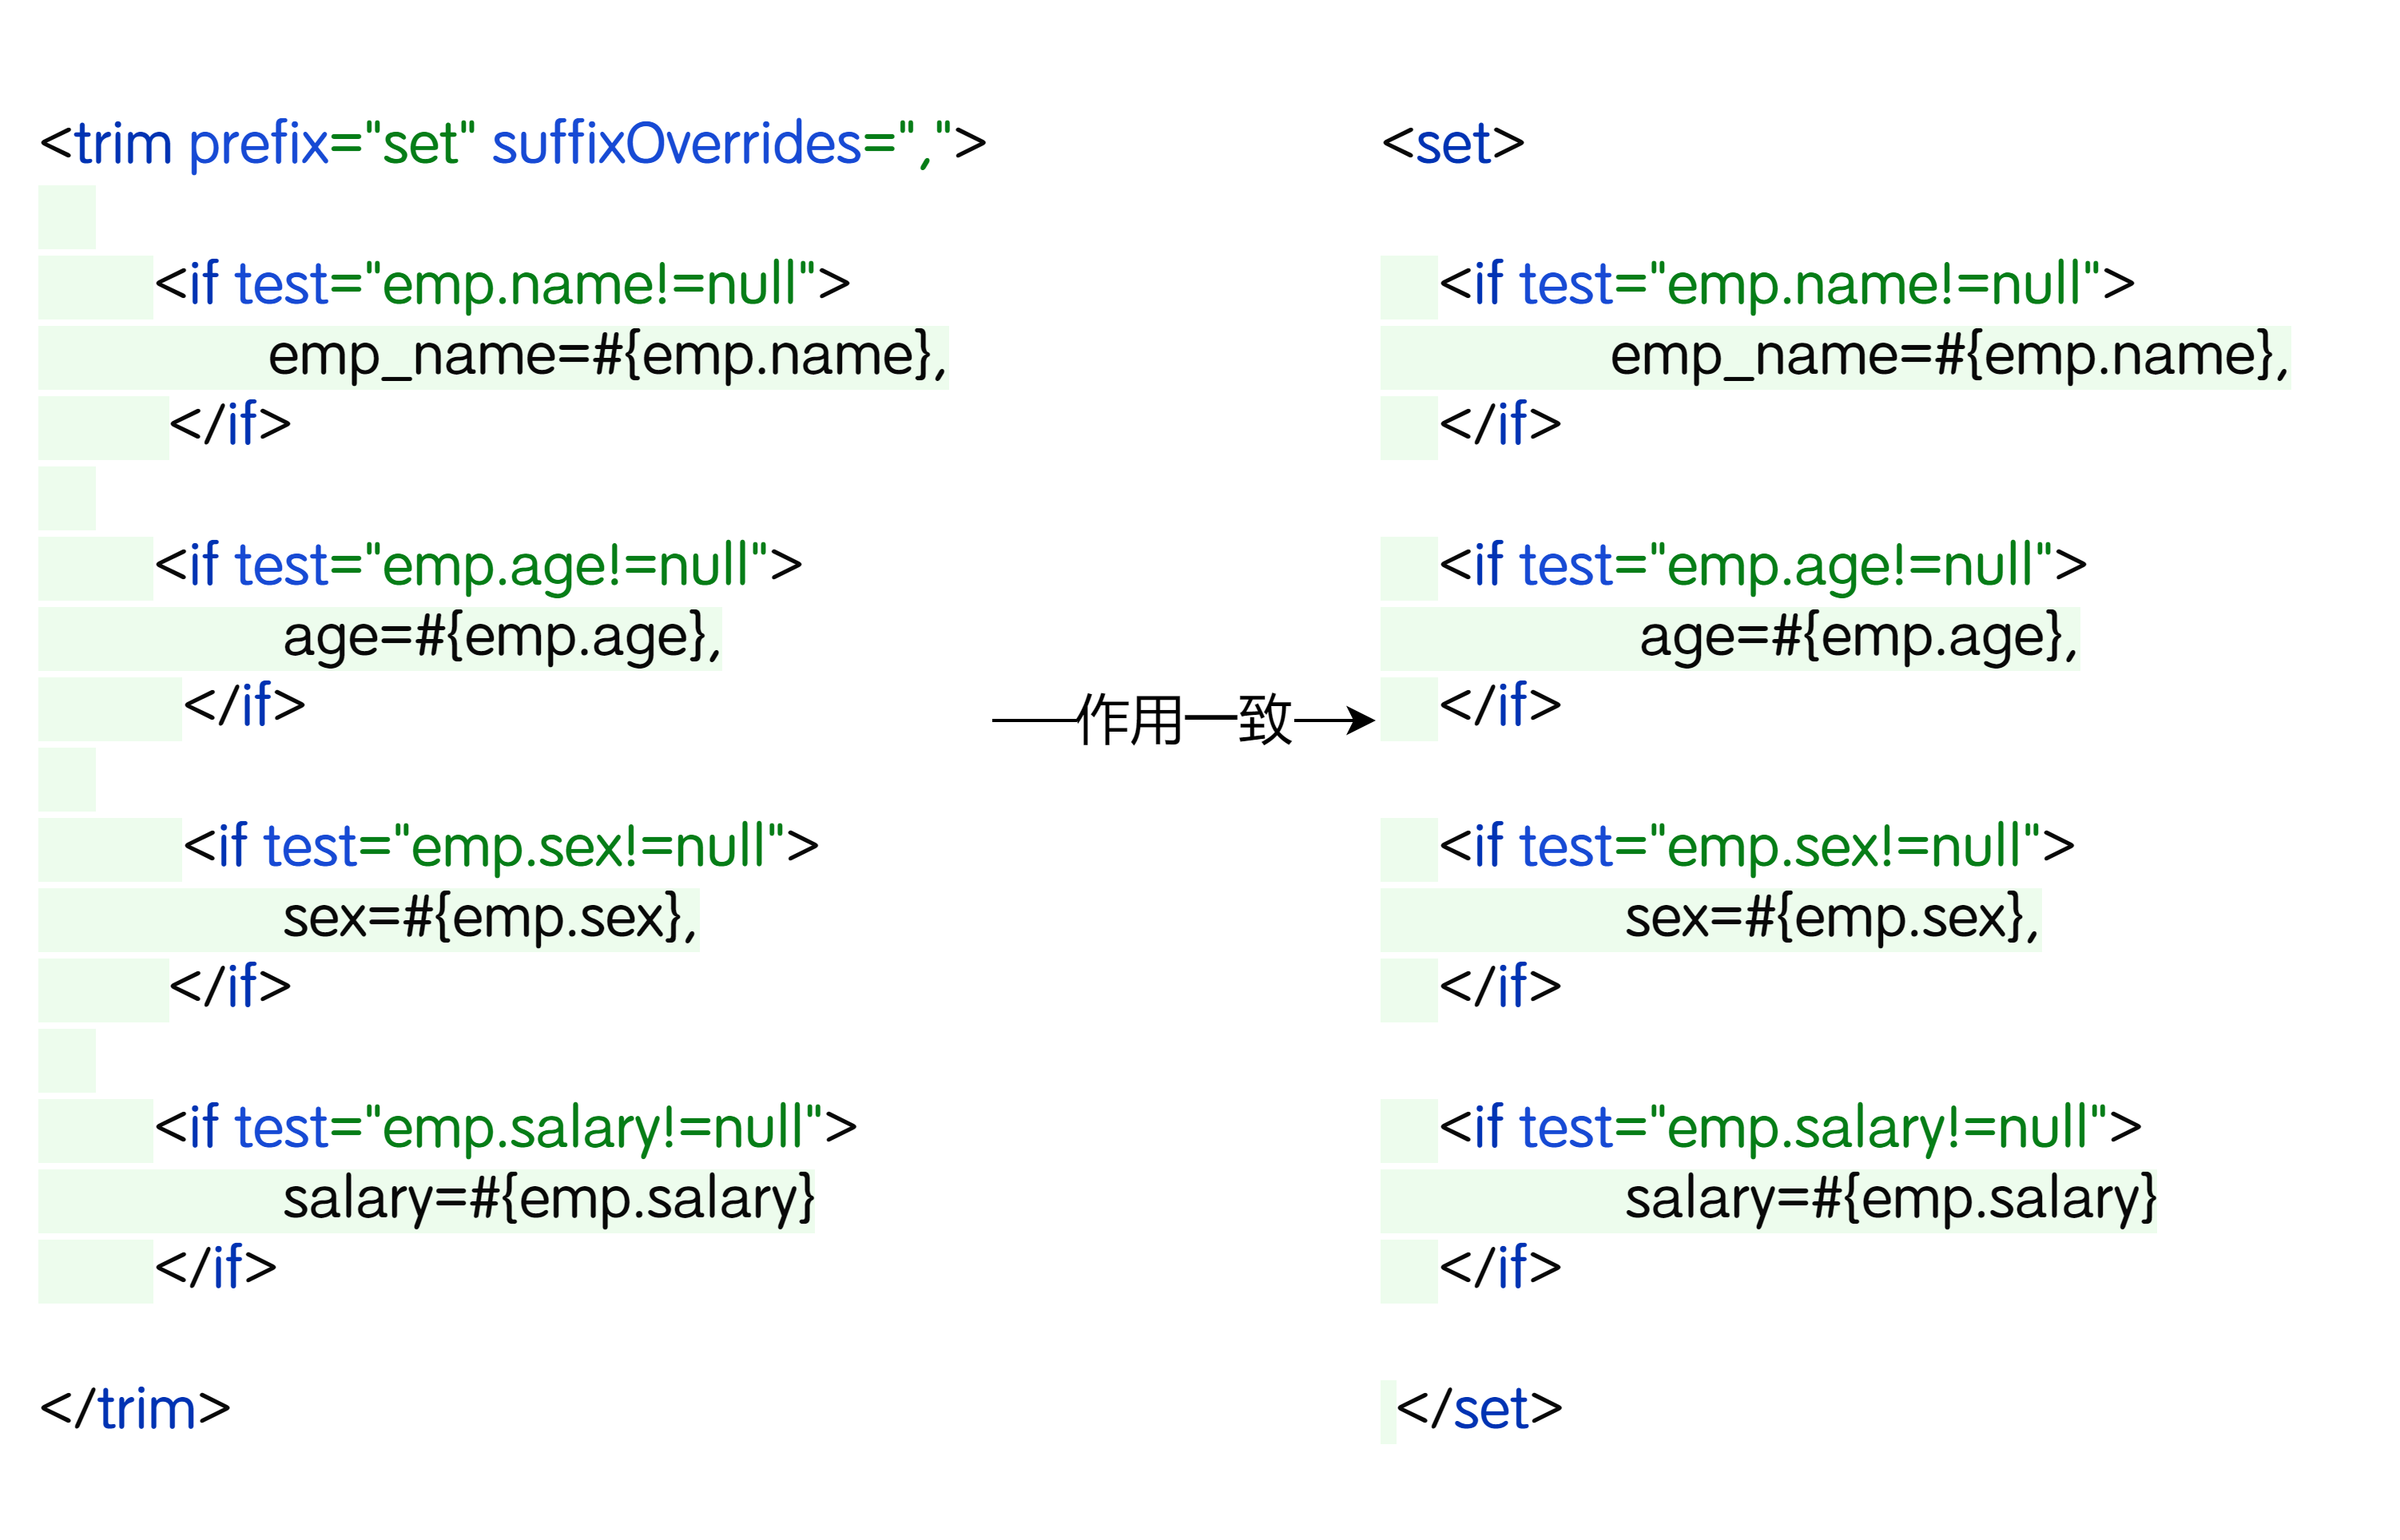 <trim prefix="set" suffixOverrides=",">
<if test="emp.name!=null">
emp_name=#{emp.name},
</if>
<if test="emp.age!=null">
age=#{emp.age},
</if>
<if test="emp.sex!=null">
sex=#{emp.sex},
</if>
<if test="emp.salary!=null">
salary=#{emp.salary}
</if>
</trim>
作用一致
<set>
<if test="emp.name!=null">
emp_name=#{emp.name},
</if>
<if test="emp.age!=null">
age=#{emp.age},
</if>
<if test="emp.sex!=null">
sex=#{emp.sex},
</if>
<if test="emp.salary!=null">
salary=#{emp.salary}
</if>
</set>